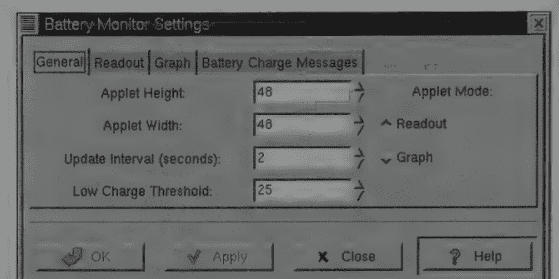 Battery Monitor Settings
General Readout Graph Battery Charge Messages
Applet Height: 48 Applet Mode:
Applet Width: 48 Readout
Update Interval (seconds): 2 Graph
Low Charge Threshold: 25
OK Apply Close Help